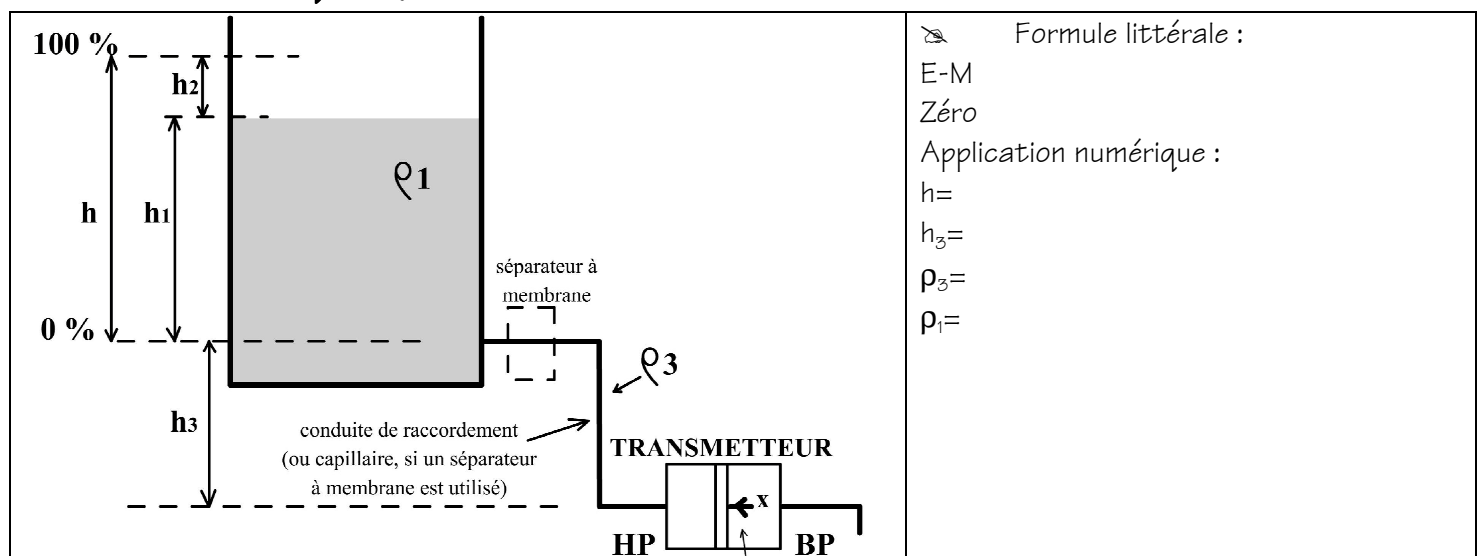 100 %
h2
h
h1
ρ1
0 %
séparateur à
membrane
ρ3
h3
conduite de raccordement
(ou capillaire, si un séparateur
à membrane est utilisé)
TRANSMETTEUR
x
HP
BP
Formule littérale :
E-M
Zéro
Application numérique :
h=
h₃=
ρ₃=
ρ₁=